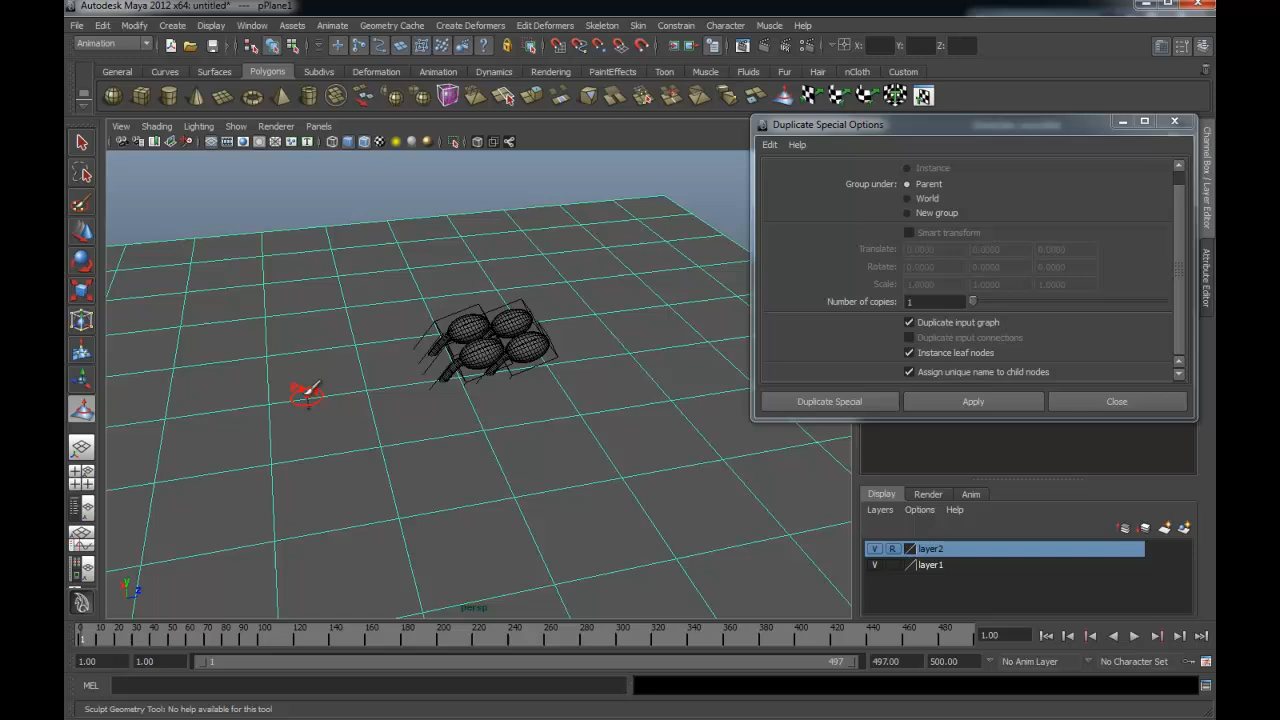 Autodesk Maya 2012 x64: untitled* --- pPlane1
File Edit Modify Create Display Window Assets Animate Geometry Cache Create Deformers Edit Deformers Skeleton Skin Constrain Character Muscle Help
Animation X: Y: Z:
General Curves Surfaces Polygons Subdivs Deformation Animation Dynamics Rendering PaintEffects Toon Muscle Fluids Fur Hair nCloth Custom
View Shading Lighting Show Renderer Panels
Duplicate Special Options
Edit Help
Instance
Group under: Parent
World
New group
Smart transform
Translate: 0.0000 0.0000 0.0000
Rotate: 0.0000 0.0000 0.0000
Scale: 1.0000 1.0000 1.0000
Number of copies: 1
Duplicate input graph
Duplicate input connections
Instance leaf nodes
Assign unique name to child nodes
Duplicate Special Apply Close
Channel Box / Layer Editor
Attribute Editor
Display Render Anim
Layers Options Help
V R layer2
V layer1
persp
0 10 20 30 40 50 60 70 80 90 100 120 140 160 180 200 220 240 260 280 300 320 340 360 380 400 420 440 460 480
1 1.00
1.00 1.00 1 497 497.00 500.00 No Anim Layer No Character Set
MEL
Sculpt Geometry Tool: No help available for this tool